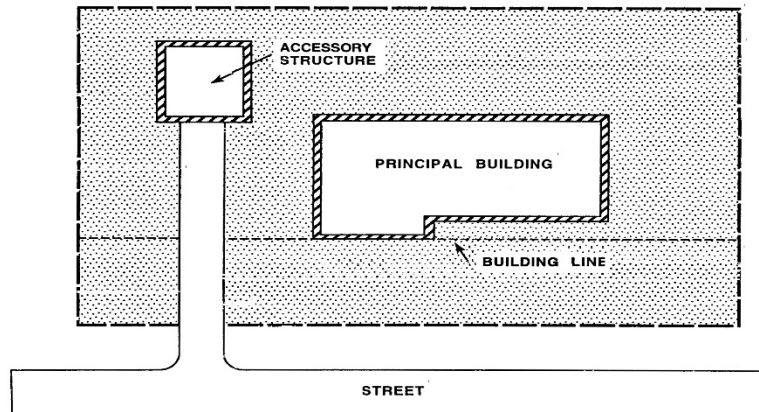 ACCESSORY
STRUCTURE
PRINCIPAL BUILDING
BUILDING LINE
STREET